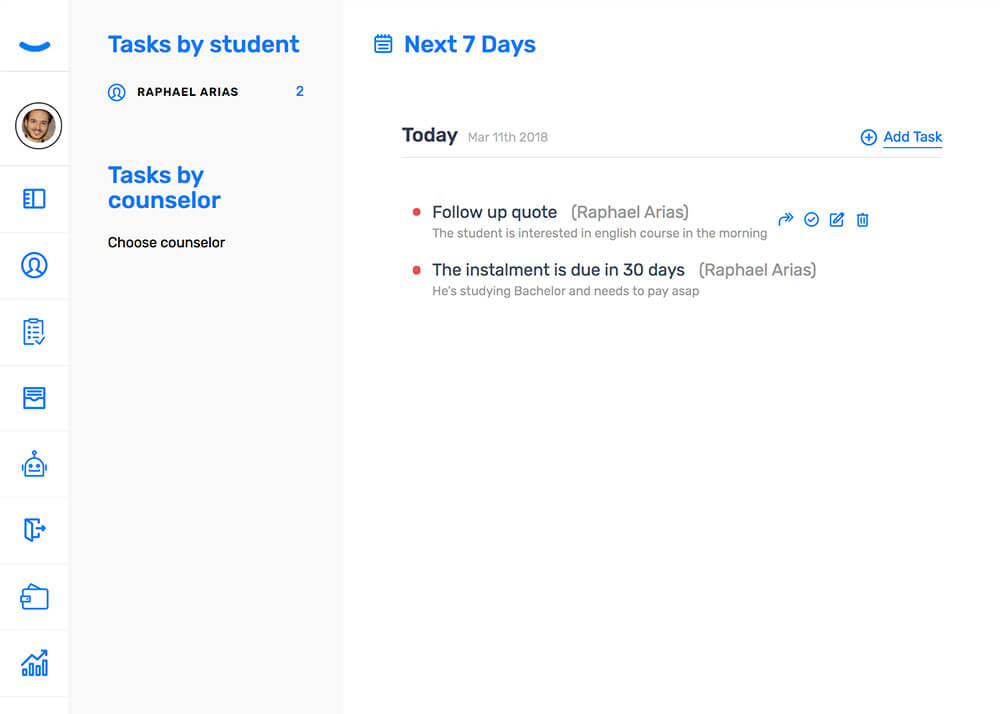 Tasks by student
RAPHAEL ARIAS 2
Tasks by
counselor
Choose counselor
Next 7 Days
Today Mar 11th 2018 Add Task
Follow up quote (Raphael Arias)
The student is interested in english course in the morning
The instalment is due in 30 days (Raphael Arias)
He's studying Bachelor and needs to pay asap